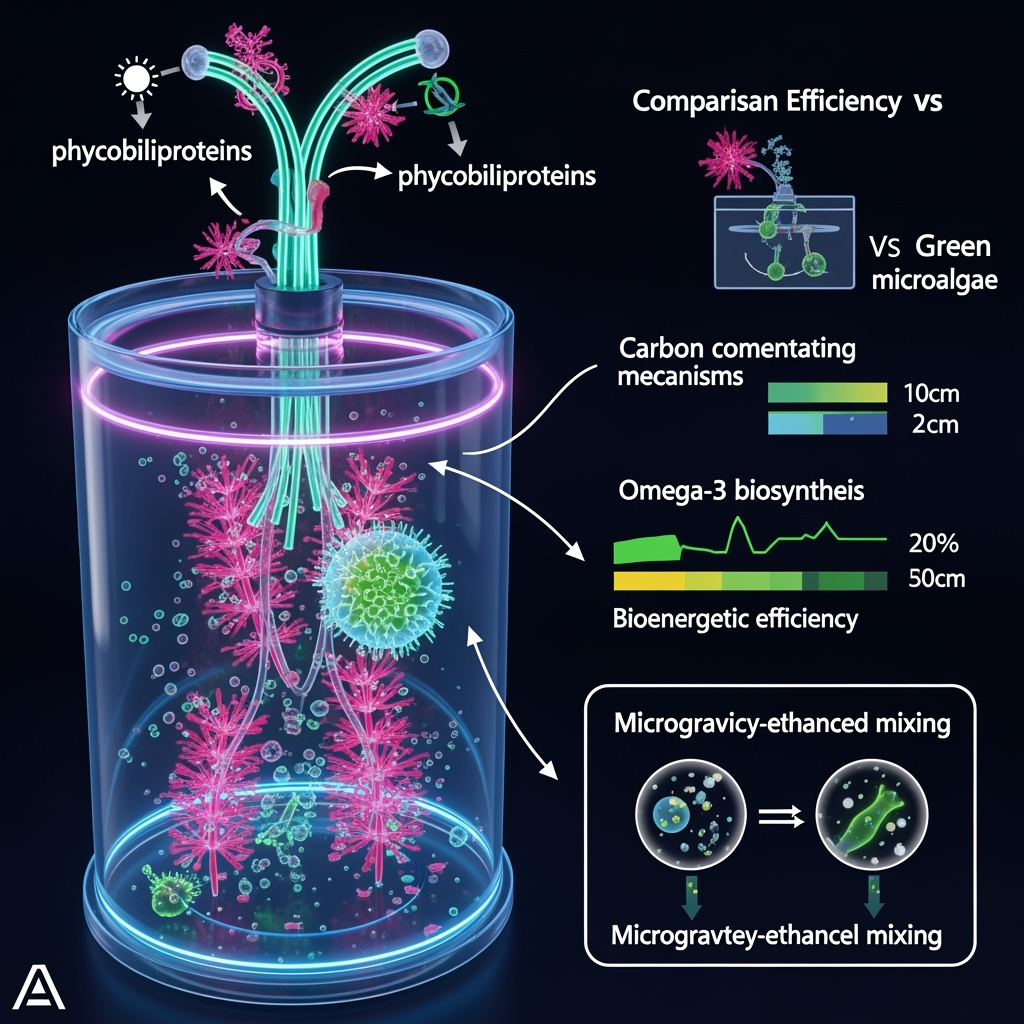 phycobiliproteins
phycobiliproteins
Comparisan Efficiency vs
VS Green
microalgae
Carbon comentating
mecanisms
10cm
2cm
Omega-3 biosyntheis
20%
50cm
Bioenergetic efficiency
Microgravicy-ethanced mixing
Microgravtey-ethancel mixing